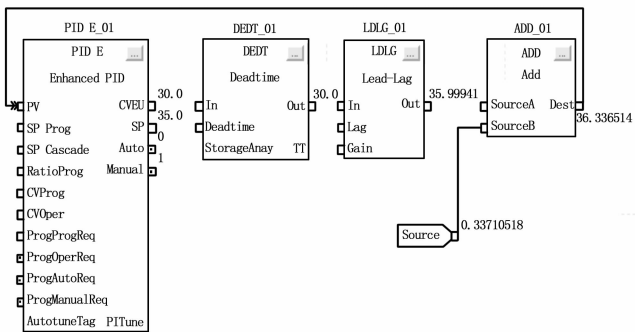 PID E_01
DEDT_01
LDLG_01
ADD_01
PID E
...
DEDT
...
LDLG
...
ADD
...
Enhanced PID
Deadtime
Lead-Lag
Add
PV
CVEU
30.0
In
Out
30.0
In
Out
35.99941
SourceA
Dest
36.336514
SP Prog
SP
35.0
Deadtime
Lag
SourceB
SP Cascade
Auto
0
StorageAnay
TT
Gain
RatioProg
Manual
1
CVProg
CVOper
ProgProgReq
Source
0.33710518
ProgOperReq
ProgAutoReq
ProgManualReq
AutotuneTag
PITune